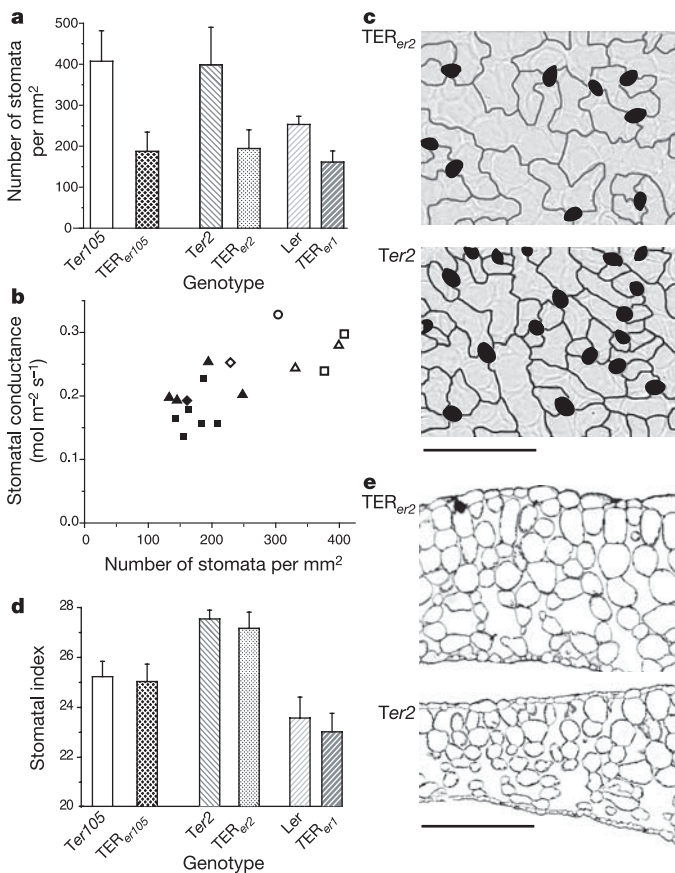 a
Number of stomata
per mm²
500
400
300
200
100
0
Ter105
TERer105
Ter2
TERer2
Ler
TERer1
Genotype
b
Stomatal conductance
(mol m–2 s–1)
0.3
0.2
0.1
0.0
0
100
200
300
400
Number of stomata per mm²
d
Stomatal index
28
26
24
22
20
Ter105
TERer105
Ter2
TERer2
Ler
TERer1
Genotype
c
TERer2
Ter2
e
TERer2
Ter2